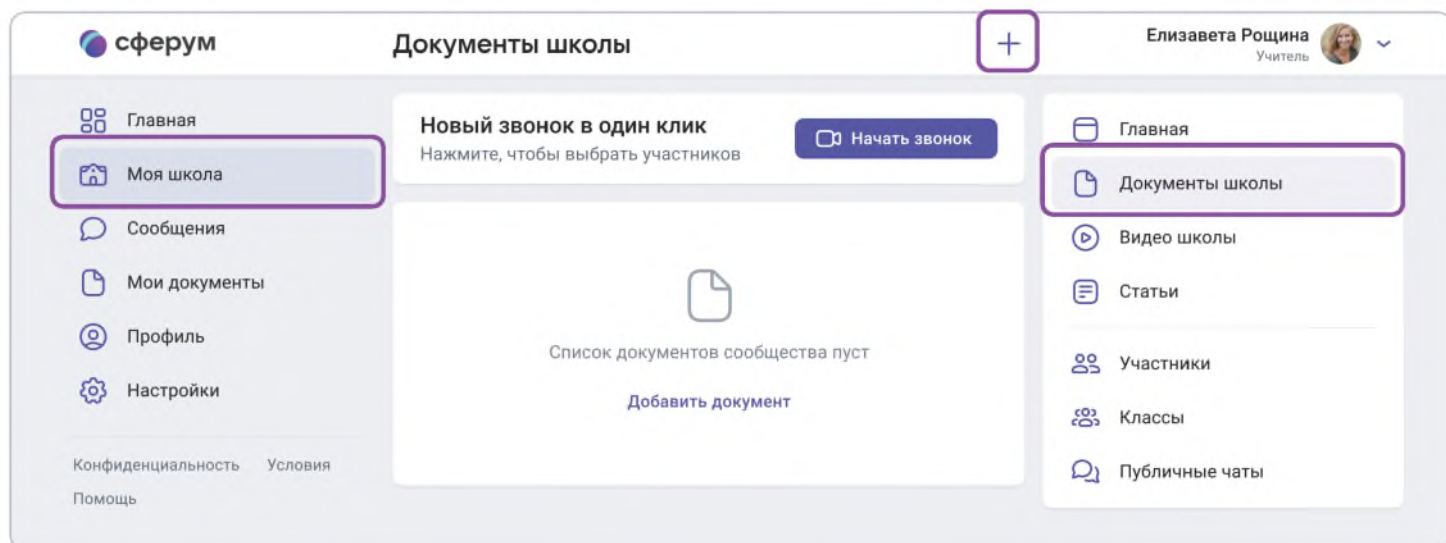 сферум
Документы школы
Елизавета Рощина
Учитель
Главная
Моя школа
Сообщения
Мои документы
Профиль
Настройки
Конфиденциальность Условия
Помощь
Новый звонок в один клик
Нажмите, чтобы выбрать участников
Начать звонок
Список документов сообщества пуст
Добавить документ
Главная
Документы школы
Видео школы
Статьи
Участники
Классы
Публичные чаты